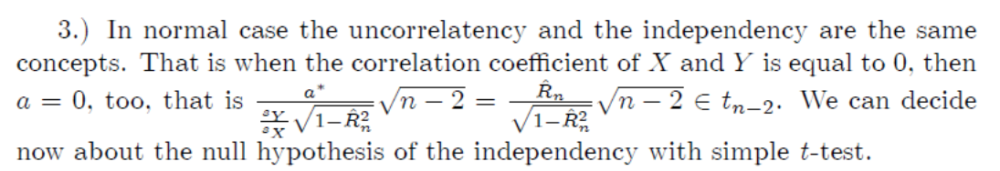 3.) In normal case the uncorrelatency and the independency are the same
concepts. That is when the correlation coefficient of X and Y is equal to 0, then
a = 0, too, that is \frac{a^*}{\frac{s_Y}{s_X}\sqrt{1-\hat{R}_n^2}}\sqrt{n-2} = \frac{\hat{R}_n}{\sqrt{1-\hat{R}_n^2}}\sqrt{n-2} \in t_{n-2}. We can decide
now about the null hypothesis of the independency with simple t-test.